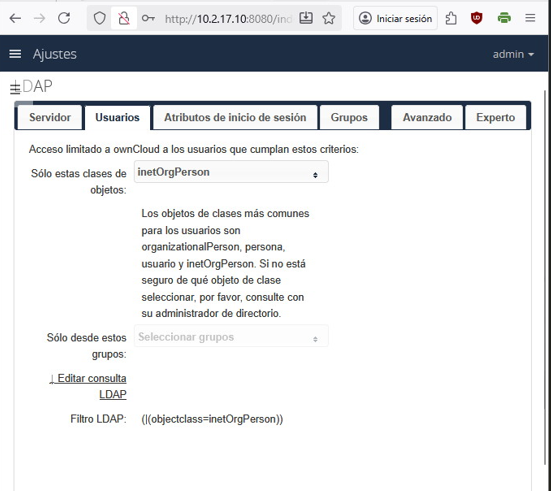 http://10.2.17.10:8080/ind
Iniciar sesión
Ajustes
admin
LDAP
Servidor
Usuarios
Atributos de inicio de sesión
Grupos
Avanzado
Experto
Acceso limitado a ownCloud a los usuarios que cumplan estos criterios:
Sólo estas clases de
objetos:
inetOrgPerson
Los objetos de clases más comunes
para los usuarios son
organizationalPerson, persona,
usuario y inetOrgPerson. Si no está
seguro de qué objeto de clase
seleccionar, por favor, consulte con
su administrador de directorio.
Sólo desde estos
grupos:
Seleccionar grupos
↓ Editar consulta
LDAP
Filtro LDAP:
(|(objectclass=inetOrgPerson))